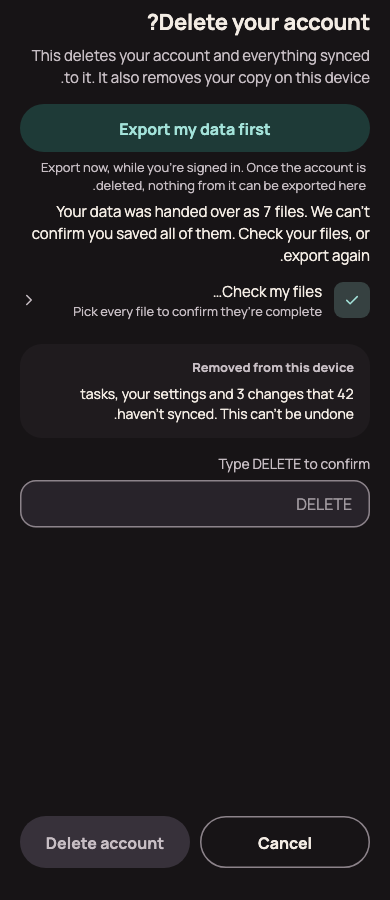 ?Delete your account
This deletes your account and everything synced
.to it. It also removes your copy on this device
Export my data first
Export now, while you're signed in. Once the account is
.deleted, nothing from it can be exported here
Your data was handed over as 7 files. We can't
confirm you saved all of them. Check your files, or
.export again
…Check my files
Pick every file to confirm they're complete
Removed from this device
tasks, your settings and 3 changes that 42
.haven't synced. This can't be undone
Type DELETE to confirm
DELETE
Delete account
Cancel